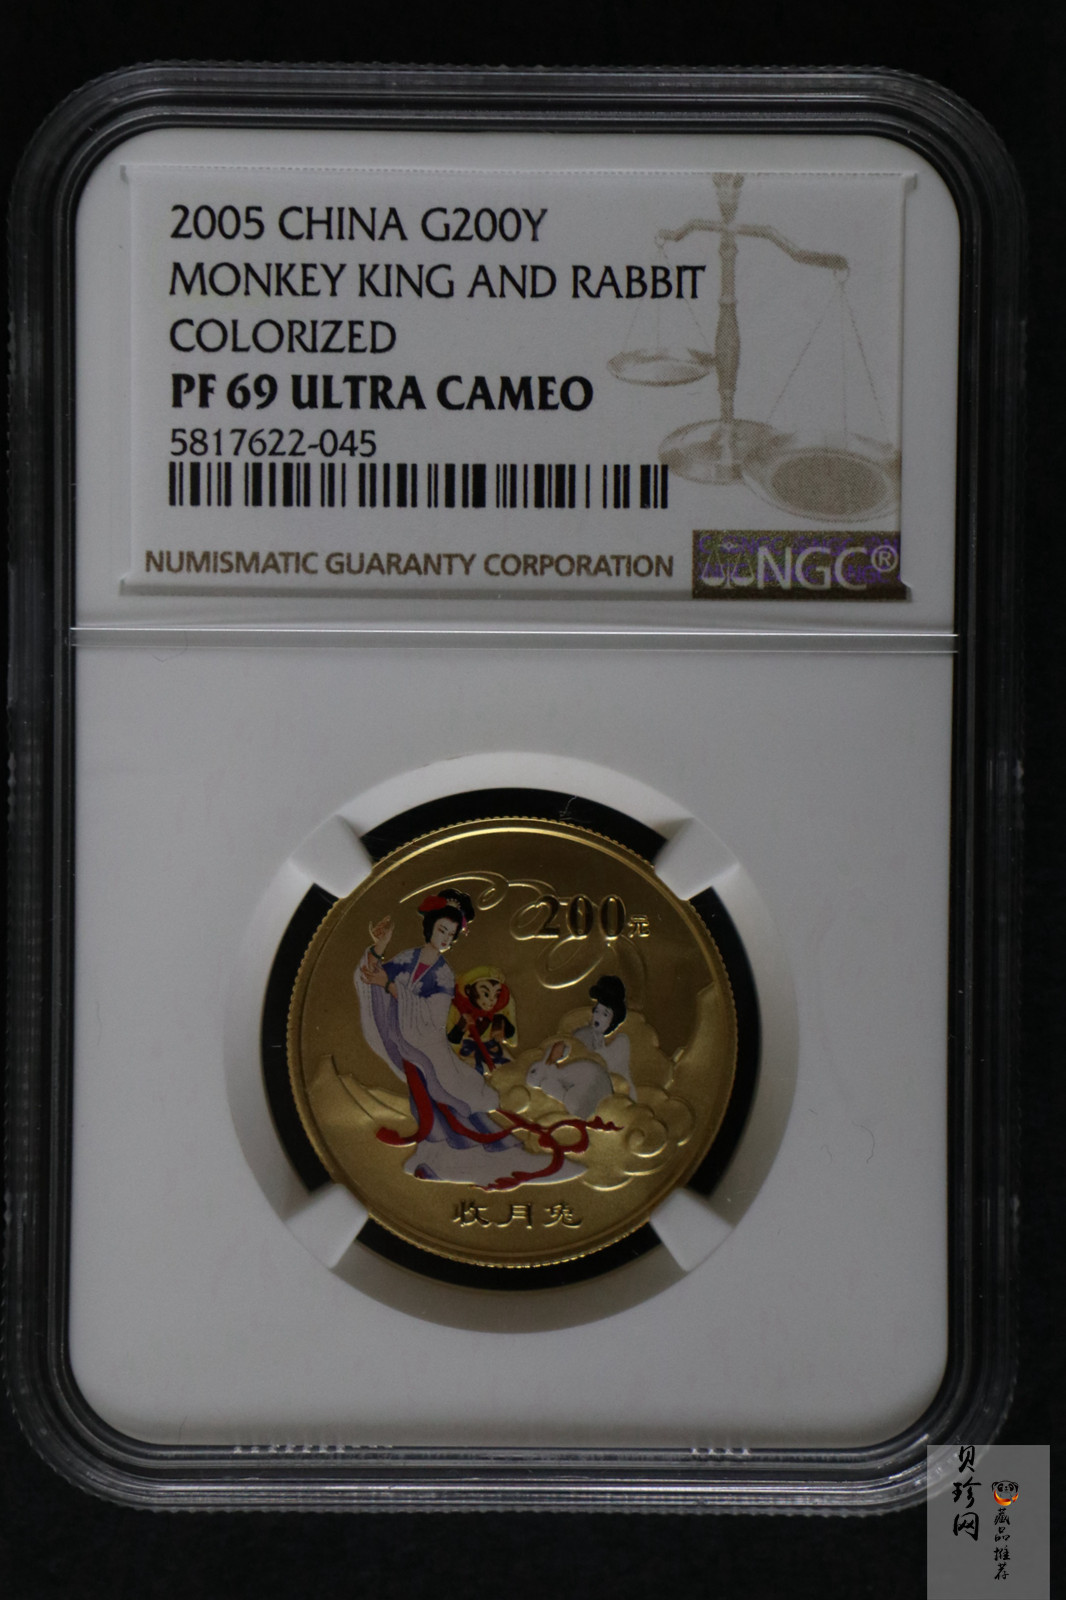 2005 CHINA G200Y
MONKEY KING AND RABBIT
COLORIZED
PF 69 ULTRA CAMEO
5817622-045
NUMISMATIC GUARANTY CORPORATION
NGC®
200元
收月兔
贝珍网
藏品推荐